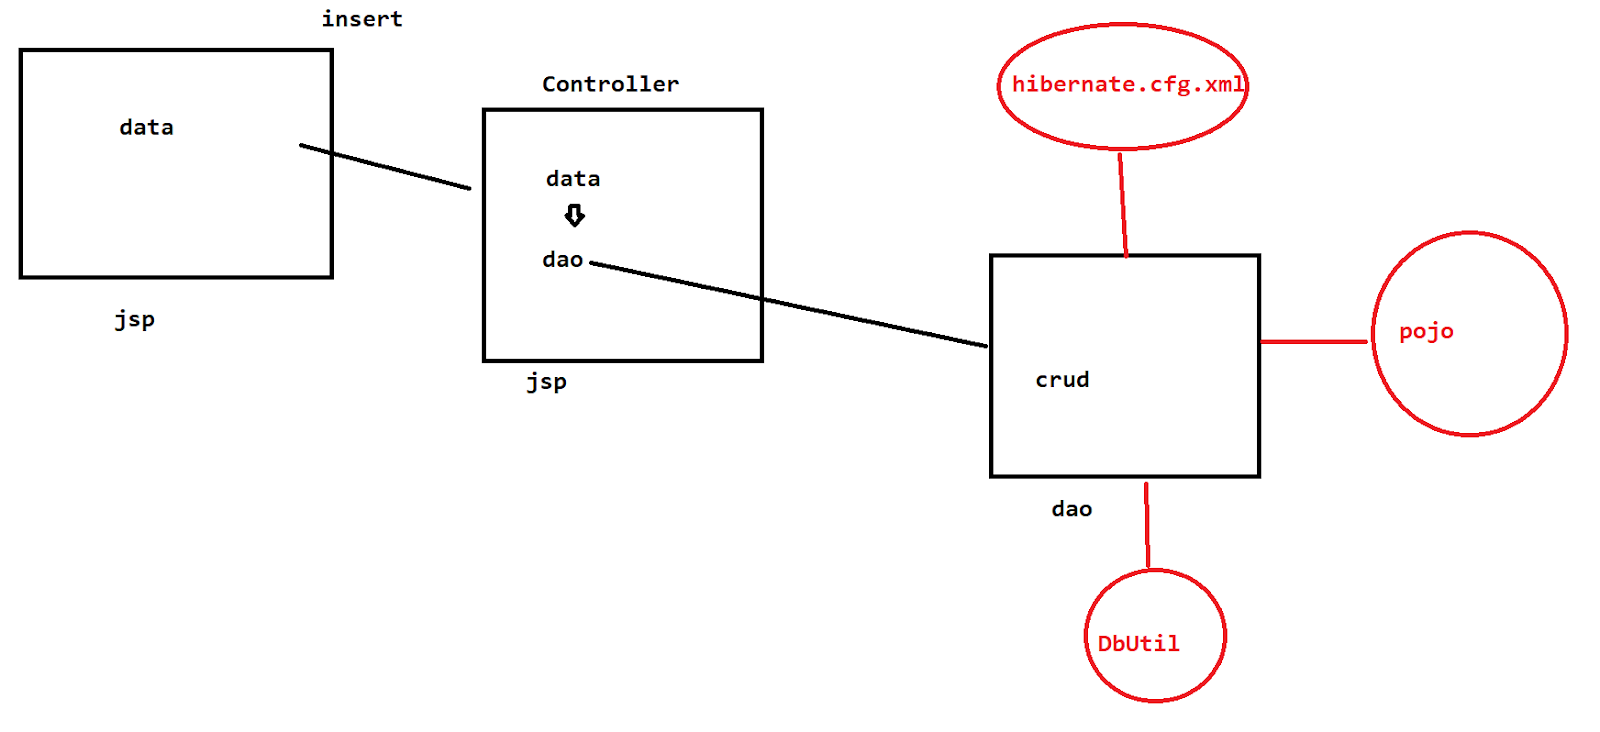 insert
data
jsp
Controller
data
dao
jsp
hibernate.cfg.xml
crud
dao
pojo
DbUtil